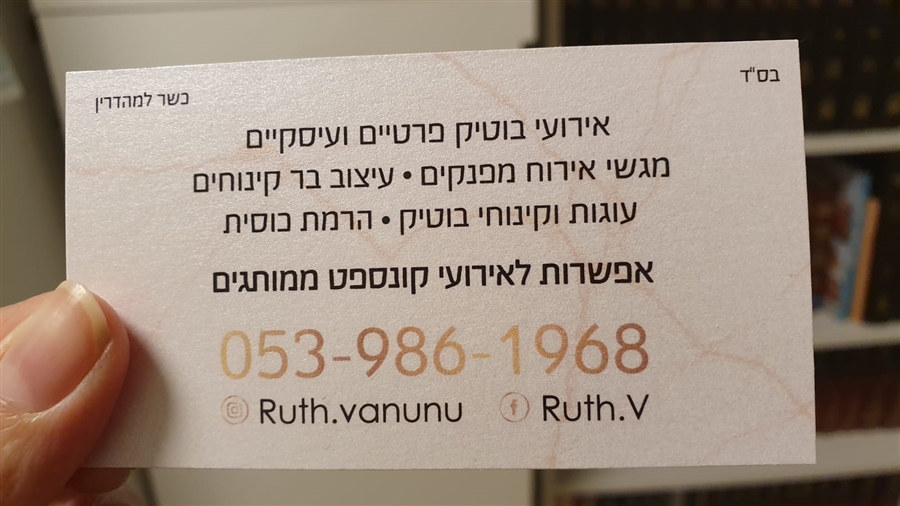 בס"ד
כשר למהדרין
אירועי בוטיק פרטיים ועיסקיים
מגשי אירוח מפנקים • עיצוב בר קינוחים
עוגות וקינוחי בוטיק • הרמת כוסית
אפשרות לאירועי קונספט ממותגים
053-986-1968
Ruth.vanunu Ruth.V